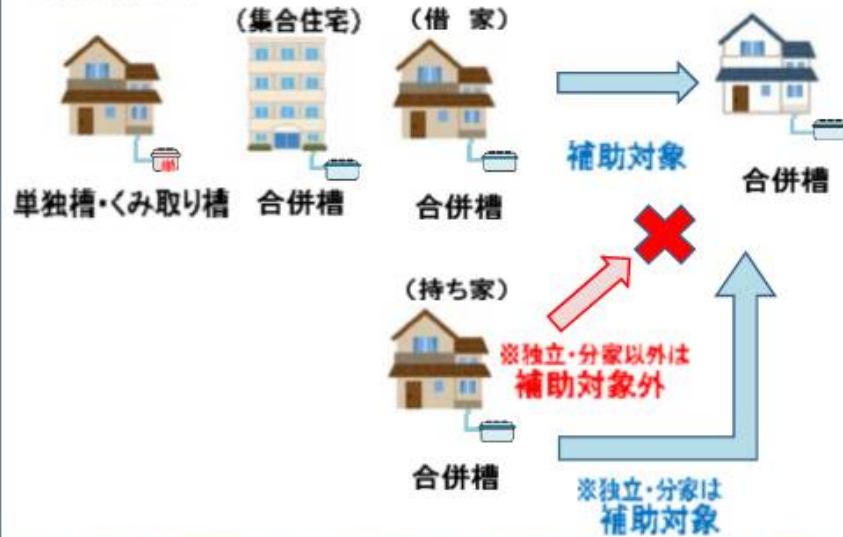 (集合住宅)
(借 家)
単
補助対象
単独槽・くみ取り槽
合併槽
合併槽
合併槽
(持ち家)
※独立・分家以外は
補助対象外
合併槽
※独立・分家は
補助対象